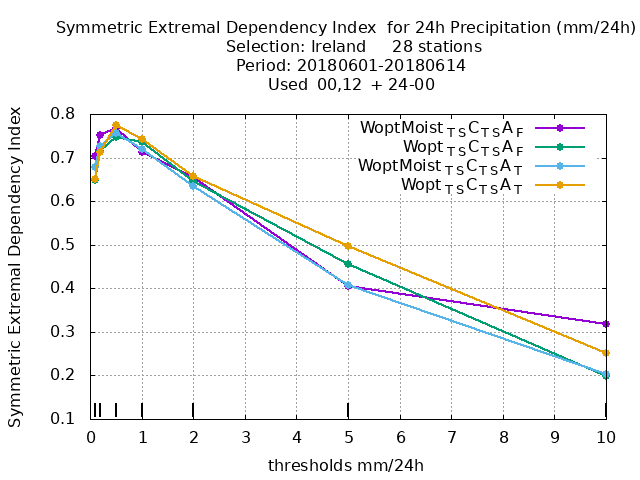 Symmetric Extremal Dependency Index  for 24h Precipitation (mm/24h)
Selection: Ireland     28 stations
Period: 20180601-20180614
Used  00,12  + 24-00
Symmetric Extremal Dependency Index
0.8
0.7
0.6
0.5
0.4
0.3
0.2
0.1
WoptMoist TS C TS A F
Wopt TS C TS A F
WoptMoist TS C TS A T
Wopt TS C TS A T
0 1 2 3 4 5 6 7 8 9 10
thresholds mm/24h